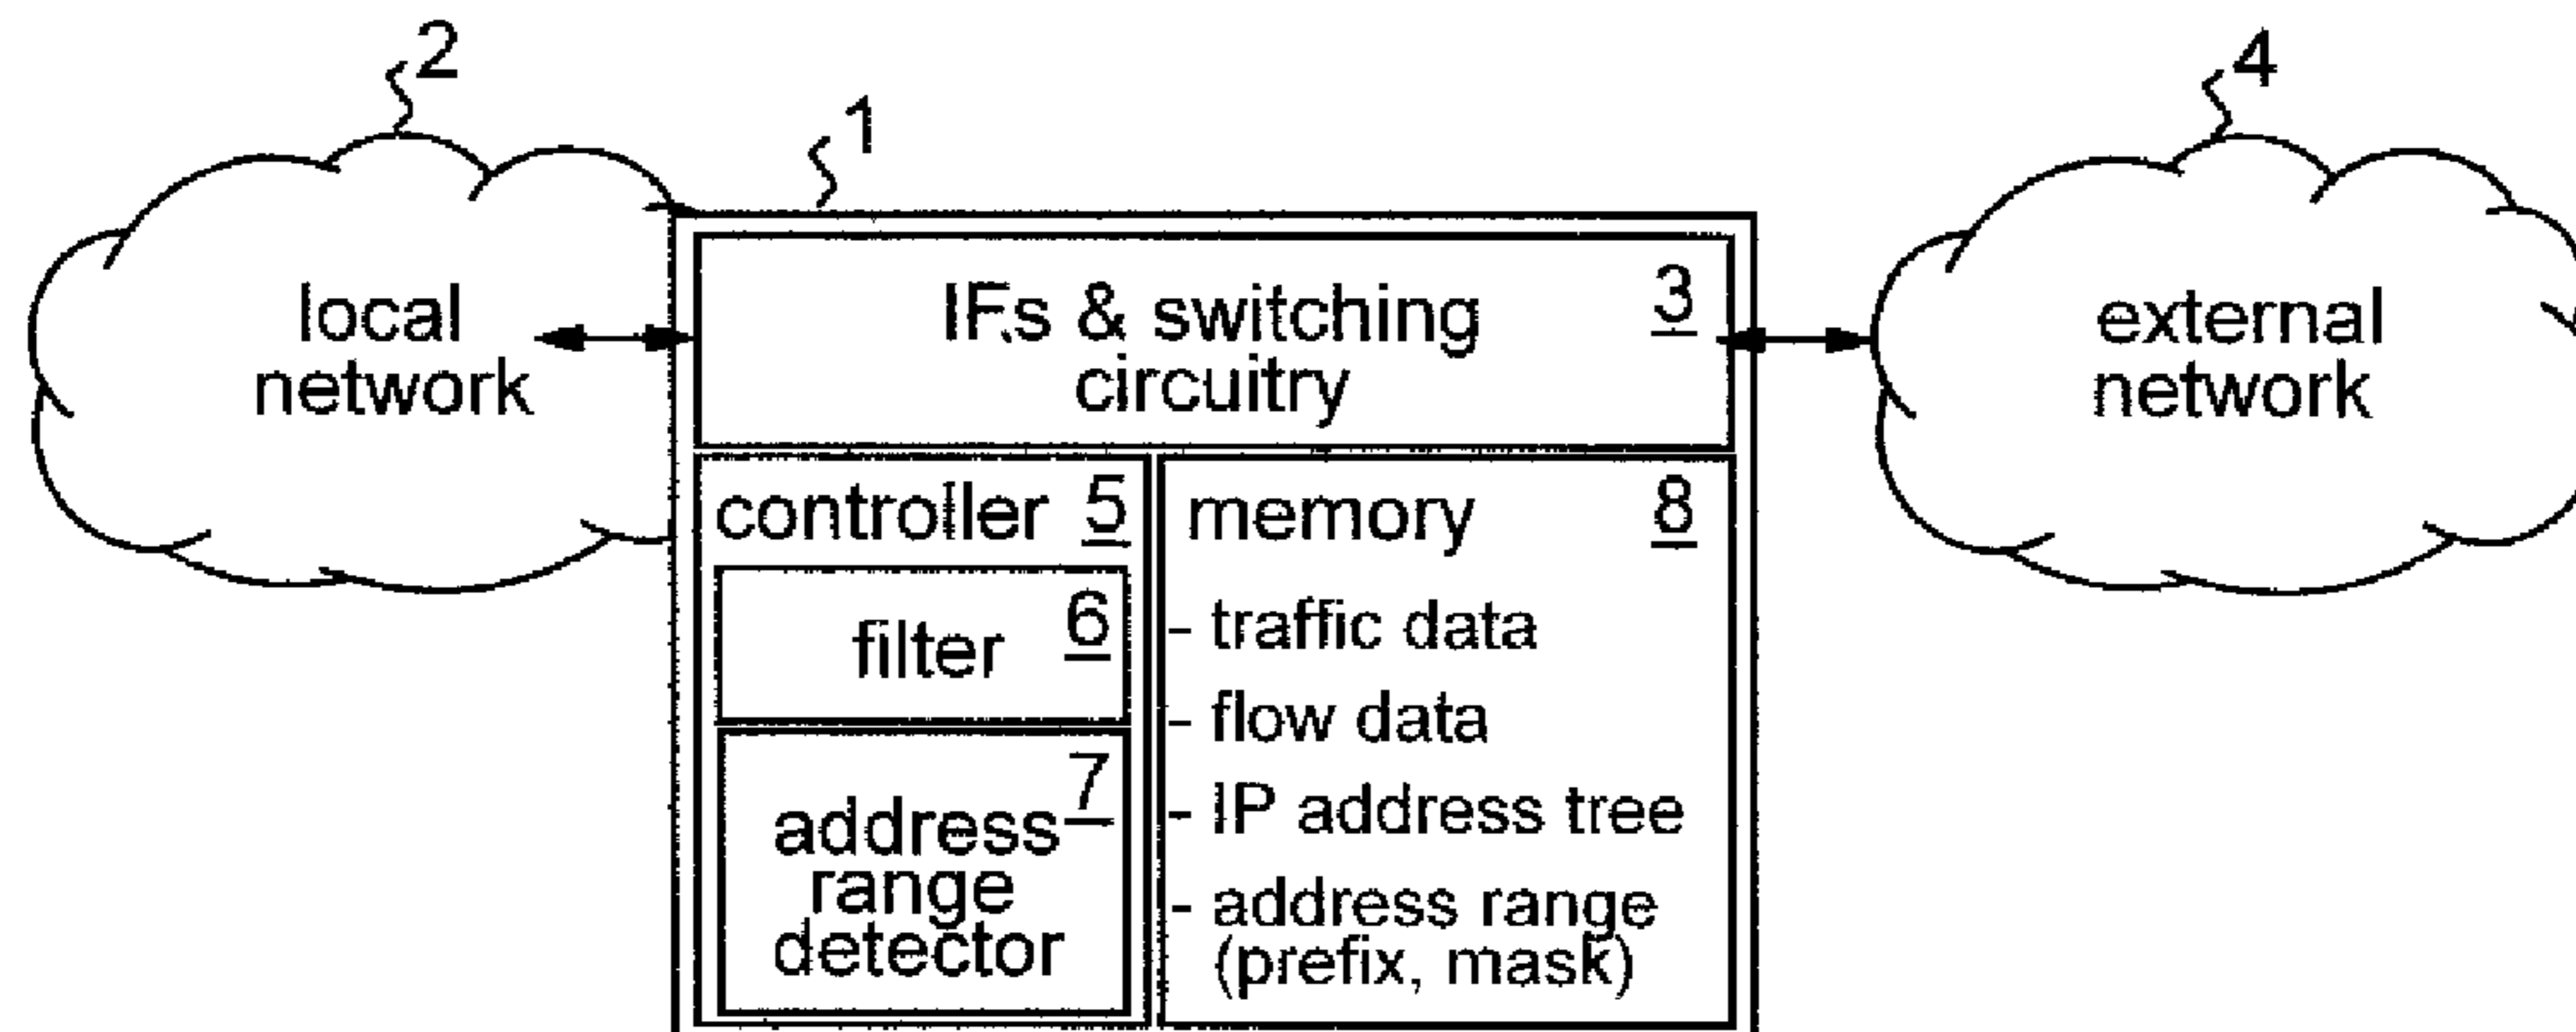 2
1
4
local
network
IFs & switching
circuitry
3
external
network
controller 5
filter 6
address 7
range
detector
memory 8
- traffic data
- flow data
- IP address tree
- address range
(prefix, mask)